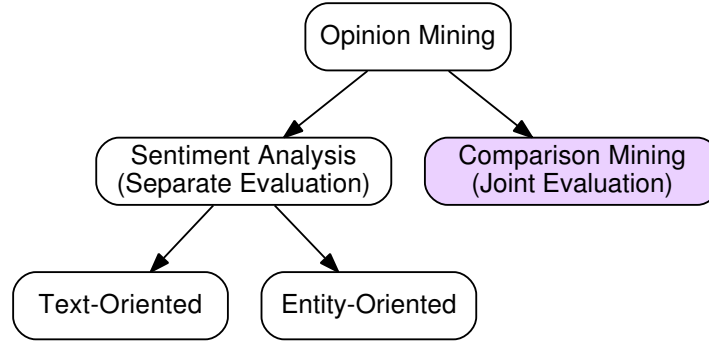 Opinion Mining
Sentiment Analysis
(Separate Evaluation)
Comparison Mining
(Joint Evaluation)
Text-Oriented
Entity-Oriented